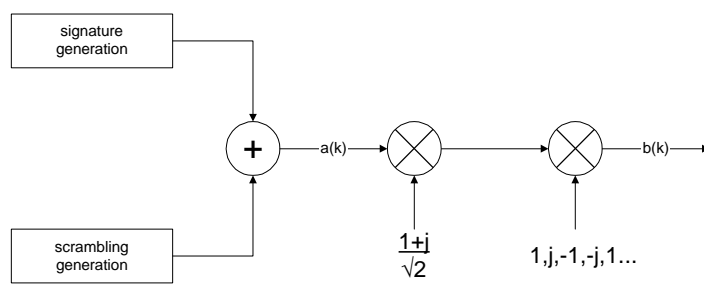 signature
generation
+
a(k)
b(k)
scrambling
generation
1+j
√2
1,j,-1,-j,1...